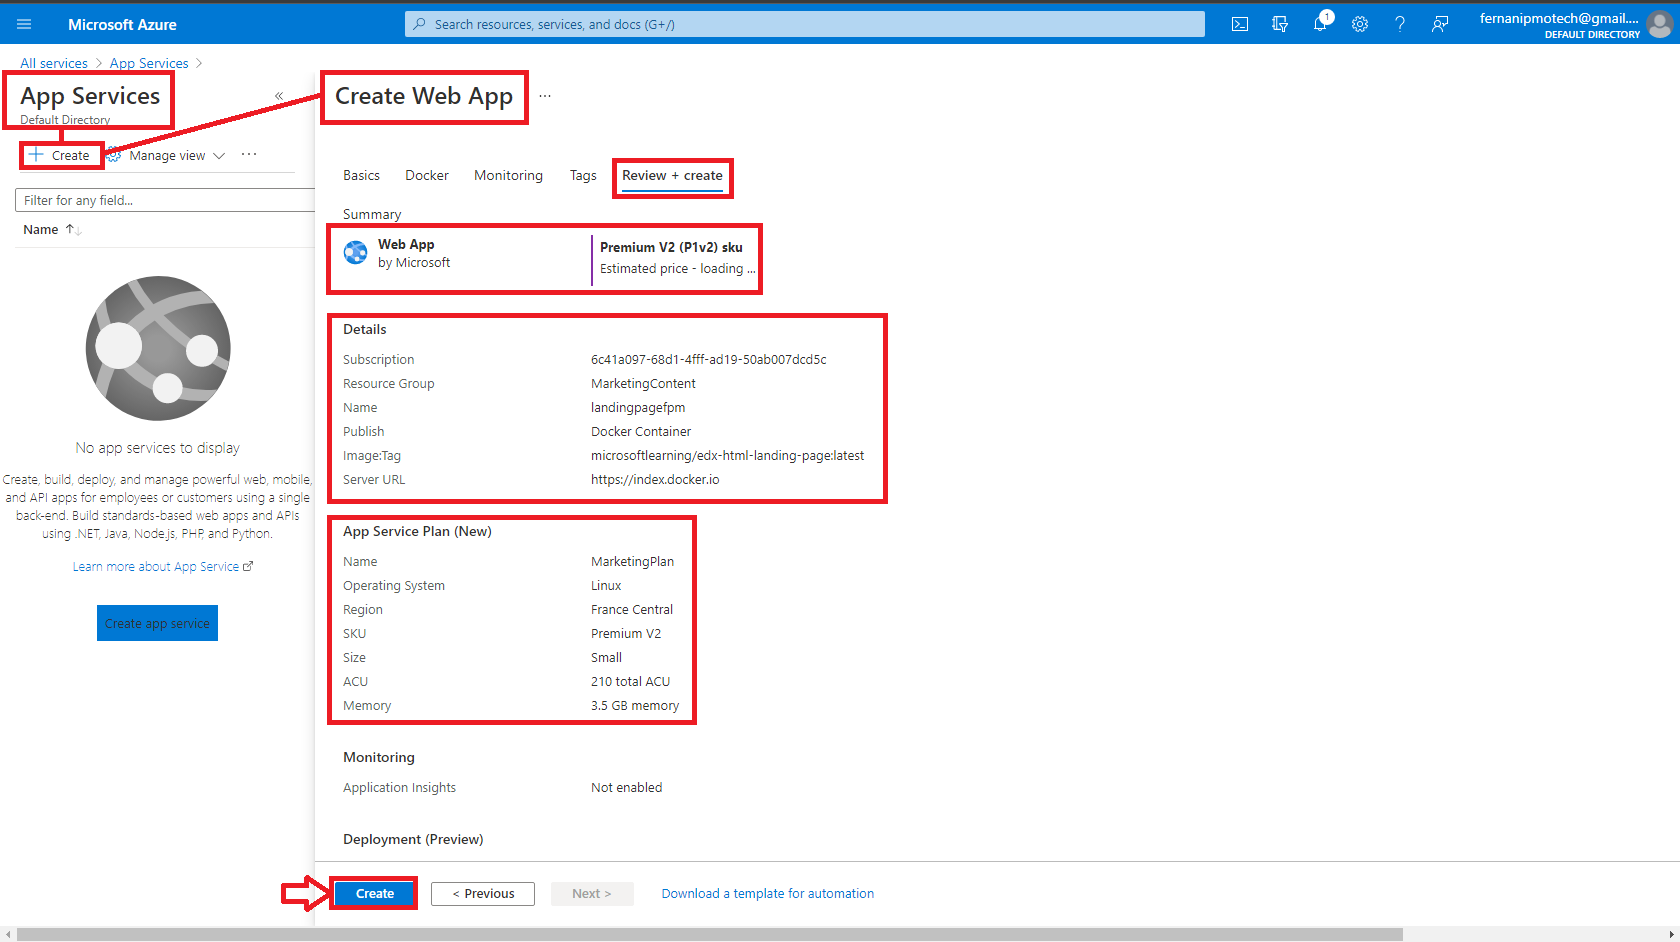 Microsoft Azure
Search resources, services, and docs (G+/)
1
fernanipmotech@gmail....
DEFAULT DIRECTORY
All services > App Services >
App Services
Default Directory
«
+ Create
Manage view
...
Filter for any field...
Name ↑↓
No app services to display
Create, build, deploy, and manage powerful web, mobile,
and API apps for employees or customers using a single
back-end. Build standards-based web apps and APIs
using .NET, Java, Node.js, PHP, and Python.
Learn more about App Service
Create app service
Create Web App
...
Basics
Docker
Monitoring
Tags
Review + create
Summary
Web App
by Microsoft
Premium V2 (P1v2) sku
Estimated price - loading ...
Details
Subscription 6c41a097-68d1-4fff-ad19-50ab007dcd5c
Resource Group MarketingContent
Name landingpagefpm
Publish Docker Container
Image:Tag microsoftlearning/edx-html-landing-page:latest
Server URL https://index.docker.io
App Service Plan (New)
Name MarketingPlan
Operating System Linux
Region France Central
SKU Premium V2
Size Small
ACU 210 total ACU
Memory 3.5 GB memory
Monitoring
Application Insights Not enabled
Deployment (Preview)
Create
< Previous
Next >
Download a template for automation